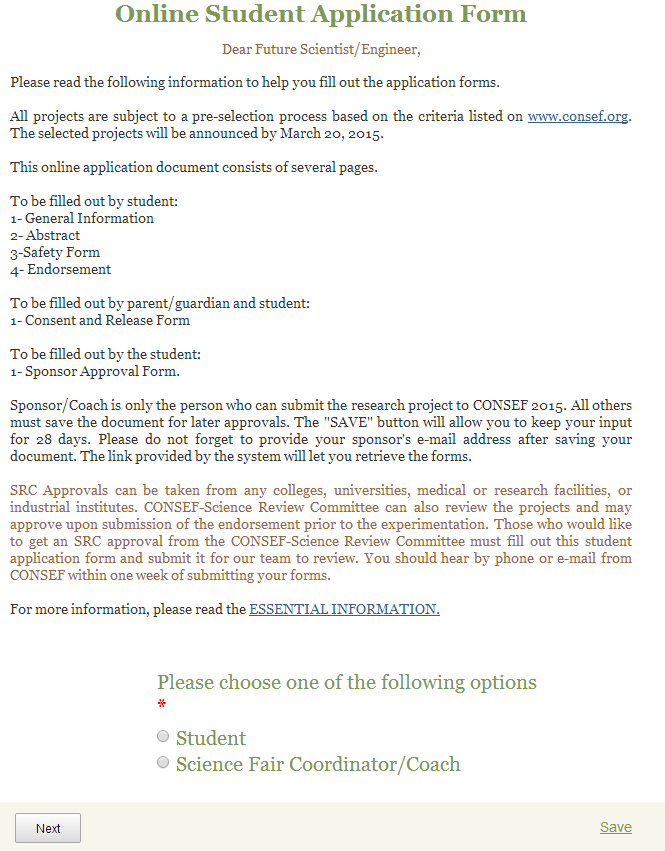 Online Student Application Form
Dear Future Scientist/Engineer,
Please read the following information to help you fill out the application forms.
All projects are subject to a pre-selection process based on the criteria listed on www.consef.org.
The selected projects will be announced by March 20, 2015.
This online application document consists of several pages.
To be filled out by student:
1- General Information
2- Abstract
3-Safety Form
4- Endorsement
To be filled out by parent/guardian and student:
1- Consent and Release Form
To be filled out by the student:
1- Sponsor Approval Form.
Sponsor/Coach is only the person who can submit the research project to CONSEF 2015. All others
must save the document for later approvals. The "SAVE" button will allow you to keep your input
for 28 days. Please do not forget to provide your sponsor's e-mail address after saving your
document. The link provided by the system will let you retrieve the forms.
SRC Approvals can be taken from any colleges, universities, medical or research facilities, or
industrial institutes. CONSEF-Science Review Committee can also review the projects and may
approve upon submission of the endorsement prior to the experimentation. Those who would like
to get an SRC approval from the CONSEF-Science Review Committee must fill out this student
application form and submit it for our team to review. You should hear by phone or e-mail from
CONSEF within one week of submitting your forms.
For more information, please read the ESSENTIAL INFORMATION.
Please choose one of the following options
*
Student
Science Fair Coordinator/Coach
Next
Save